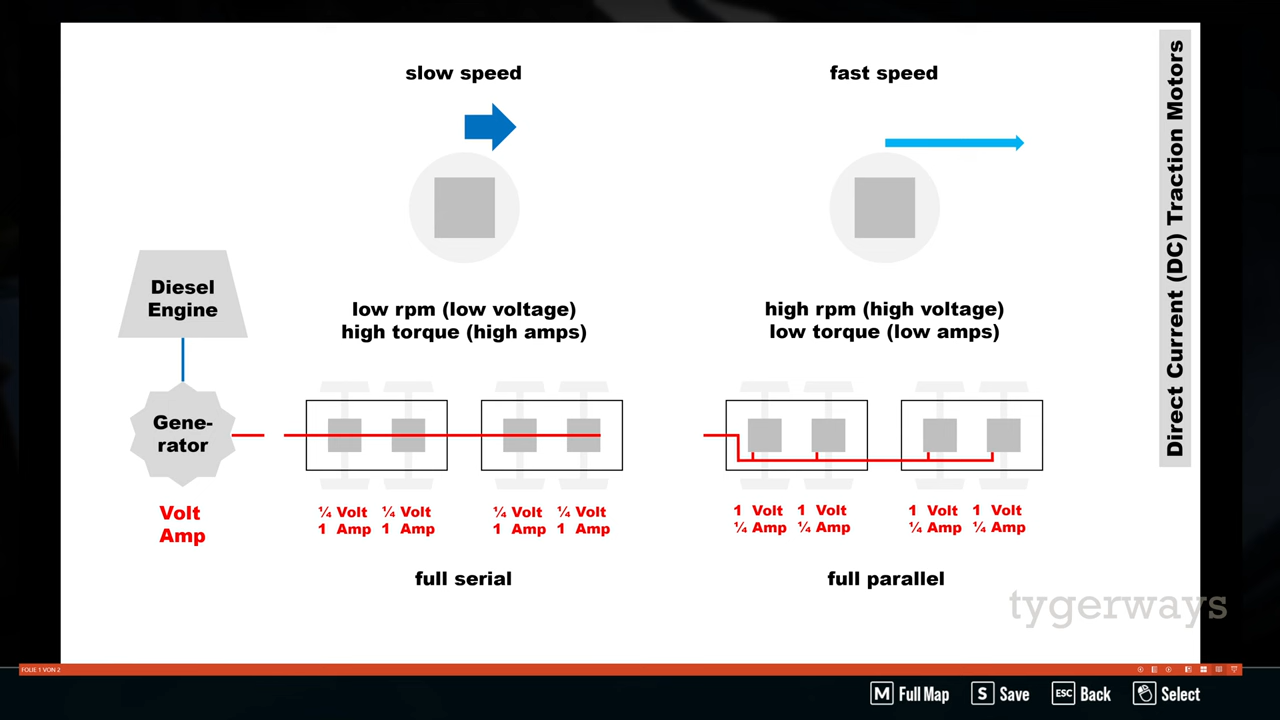 slow speed
fast speed
Direct Current (DC) Traction Motors
Diesel
Engine
low rpm (low voltage)
high torque (high amps)
high rpm (high voltage)
low torque (low amps)
Gene-
rator
Volt
Amp
¼ Volt ¼ Volt ¼ Volt ¼ Volt
1 Amp 1 Amp 1 Amp 1 Amp
1 Volt 1 Volt 1 Volt 1 Volt
¼ Amp ¼ Amp ¼ Amp ¼ Amp
full serial
full parallel
tygerways
FOLIE 1 VON 2
M Full Map S Save ESC Back Select